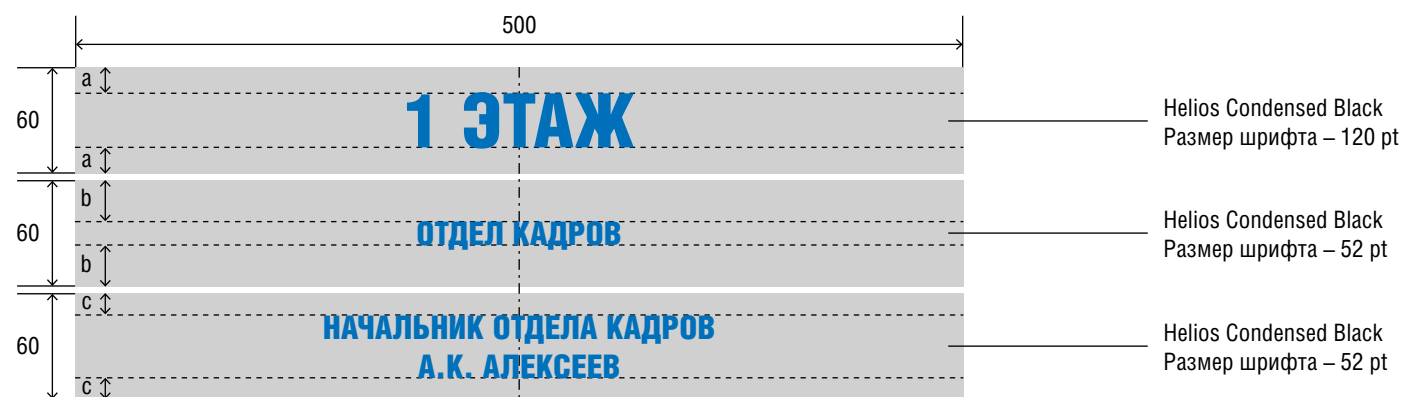 500
60
a
1 ЭТАЖ
a
Helios Condensed Black
Размер шрифта – 120 pt
60
b
ОТДЕЛ КАДРОВ
b
Helios Condensed Black
Размер шрифта – 52 pt
60
c
НАЧАЛЬНИК ОТДЕЛА КАДРОВ
А.К. АЛЕКСЕЕВ
c
Helios Condensed Black
Размер шрифта – 52 pt